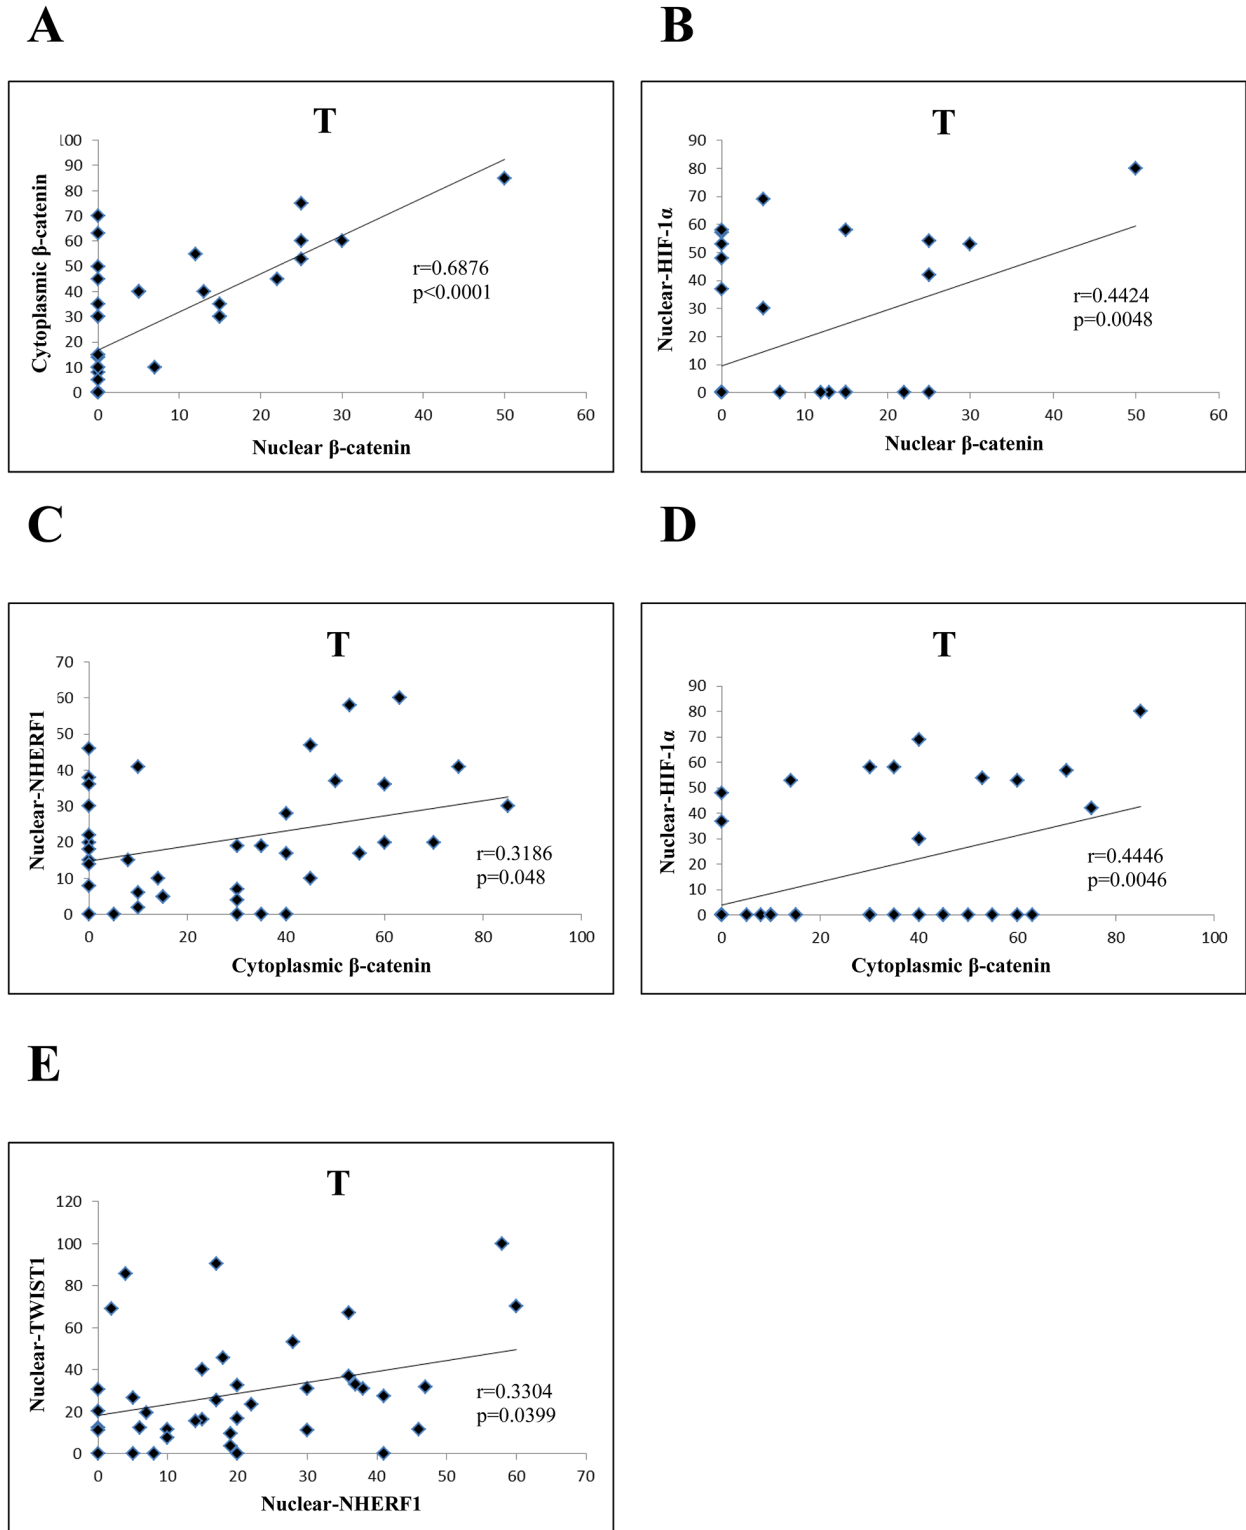 A
T
Cytoplasmic β-catenin
100
90
80
70
60
50
40
30
20
10
0
0 10 20 30 40 50 60
r=0.6876
p<0.0001
Nuclear β-catenin
B
T
Nuclear-HIF-1α
90
80
70
60
50
40
30
20
10
0
0 10 20 30 40 50 60
r=0.4424
p=0.0048
Nuclear β-catenin
C
T
Nuclear-NHERF1
70
60
50
40
30
20
10
0
0 20 40 60 80 100
r=0.3186
p=0.048
Cytoplasmic β-catenin
D
T
Nuclear-HIF-1α
90
80
70
60
50
40
30
20
10
0
0 20 40 60 80 100
r=0.4446
p=0.0046
Cytoplasmic β-catenin
E
T
Nuclear-TWIST1
120
100
80
60
40
20
0
0 10 20 30 40 50 60 70
r=0.3304
p=0.0399
Nuclear-NHERF1